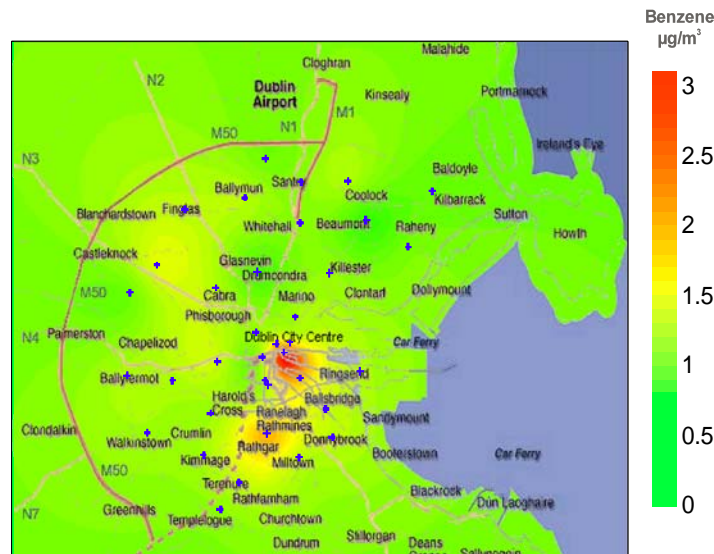 Benzene
µg/m³
Malahide
Cloghran
N2
Dublin
Airport
Kinsealy
Portmarnock
M1
N1
M50
Ireland's Eye
N3
Baldoyle
Ballymun
Coolock
Kilbarrack
Finglas
Blanchardstown
Sutton
Whitehall
Beaumont
Raheny
Howth
Castleknock
Glasnevin
Killester
Drumcondra
M50
Cabra
Marino
Clontarf
Dollymount
Phisborough
N4
Palmerston
Chapelizod
Dublin City Centre
Car Ferry
Ballyfermot
Ringsend
Harold's
Cross
Ballsbridge
Ranelagh
Sandymount
Rathmines
Clondalkin
Walkinstown
Crumlin
Donnybrook
Rathgar
Booterstown
Car Ferry
Kimmage
Milltown
M50
Terenure
Blackrock
Rathfarnham
Dun Laoghaire
N7
Greenhills
Templelogue
Churchtown
Stillorgan
Dundrum
Deans
3
2.5
2
1.5
1
0.5
0